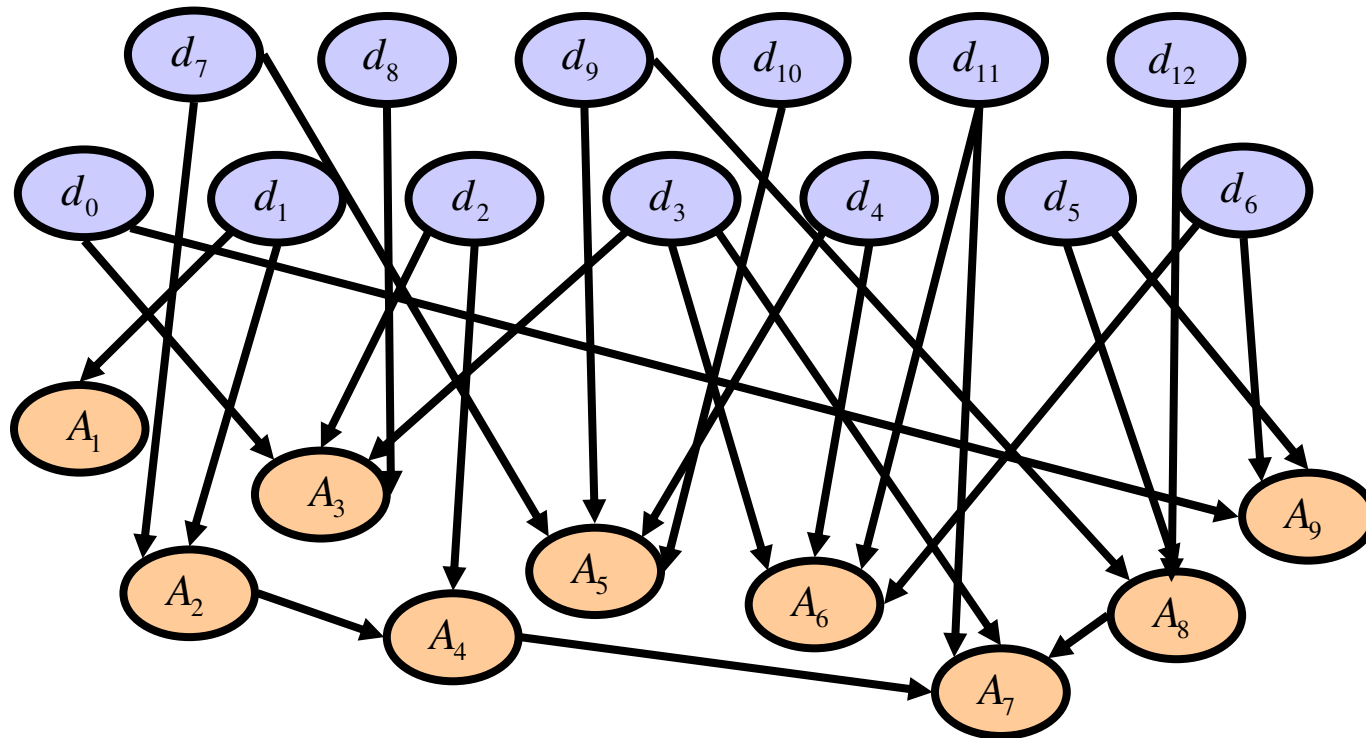 d₇ d₈ d₉ d₁₀ d₁₁ d₁₂
d₀ d₁ d₂ d₃ d₄ d₅ d₆
A₁
A₃
A₉
A₅
A₂ A₆ A₈
A₄
A₇